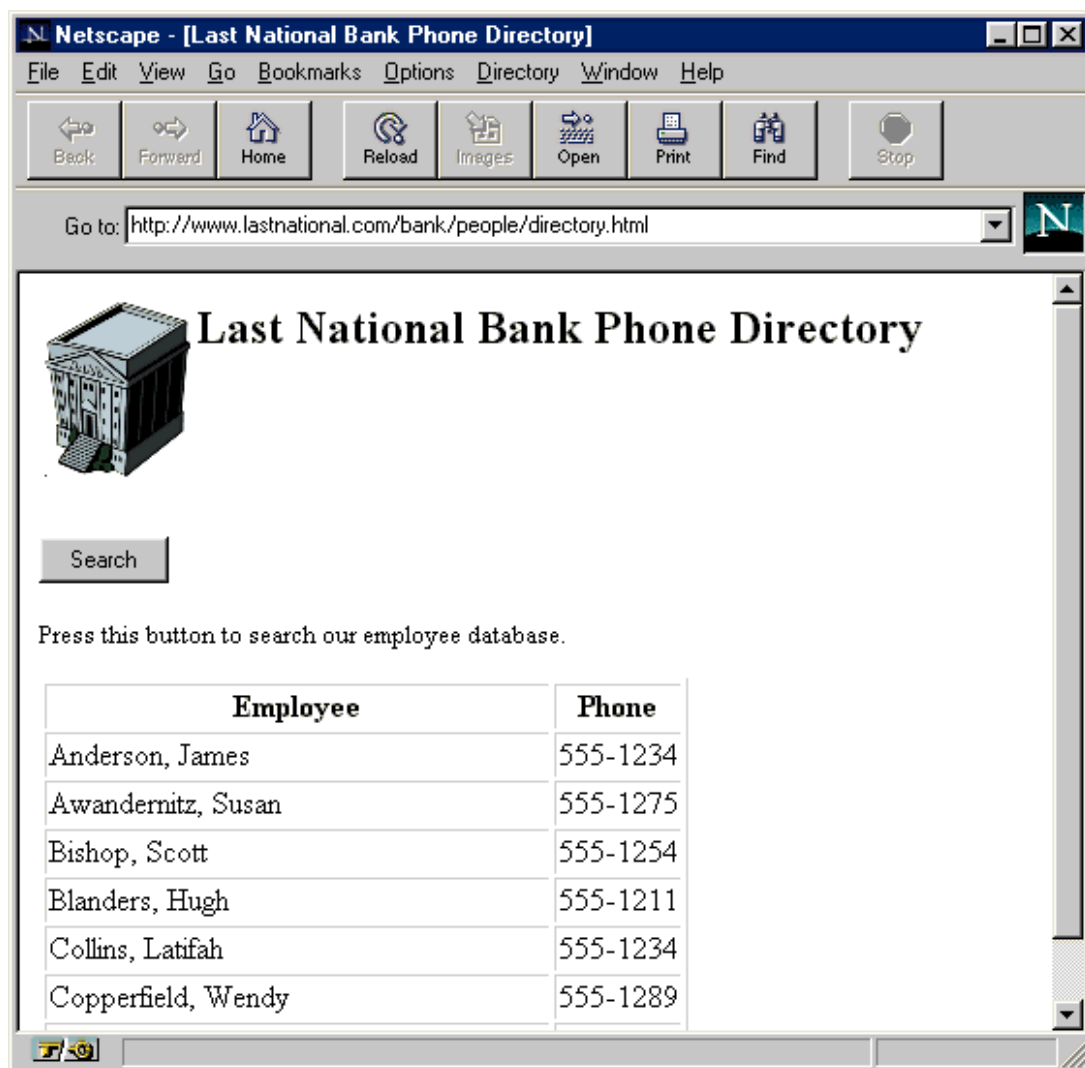 Netscape - [Last National Bank Phone Directory]
File Edit View Go Bookmarks Options Directory Window Help
Back Forward Home Reload Images Open Print Find Stop
Go to: http://www.lastnational.com/bank/people/directory.html
N
Last National Bank Phone Directory
Search
Press this button to search our employee database.
Employee Phone
Anderson, James 555-1234
Awandernitz, Susan 555-1275
Bishop, Scott 555-1254
Blanders, Hugh 555-1211
Collins, Latifah 555-1234
Copperfield, Wendy 555-1289